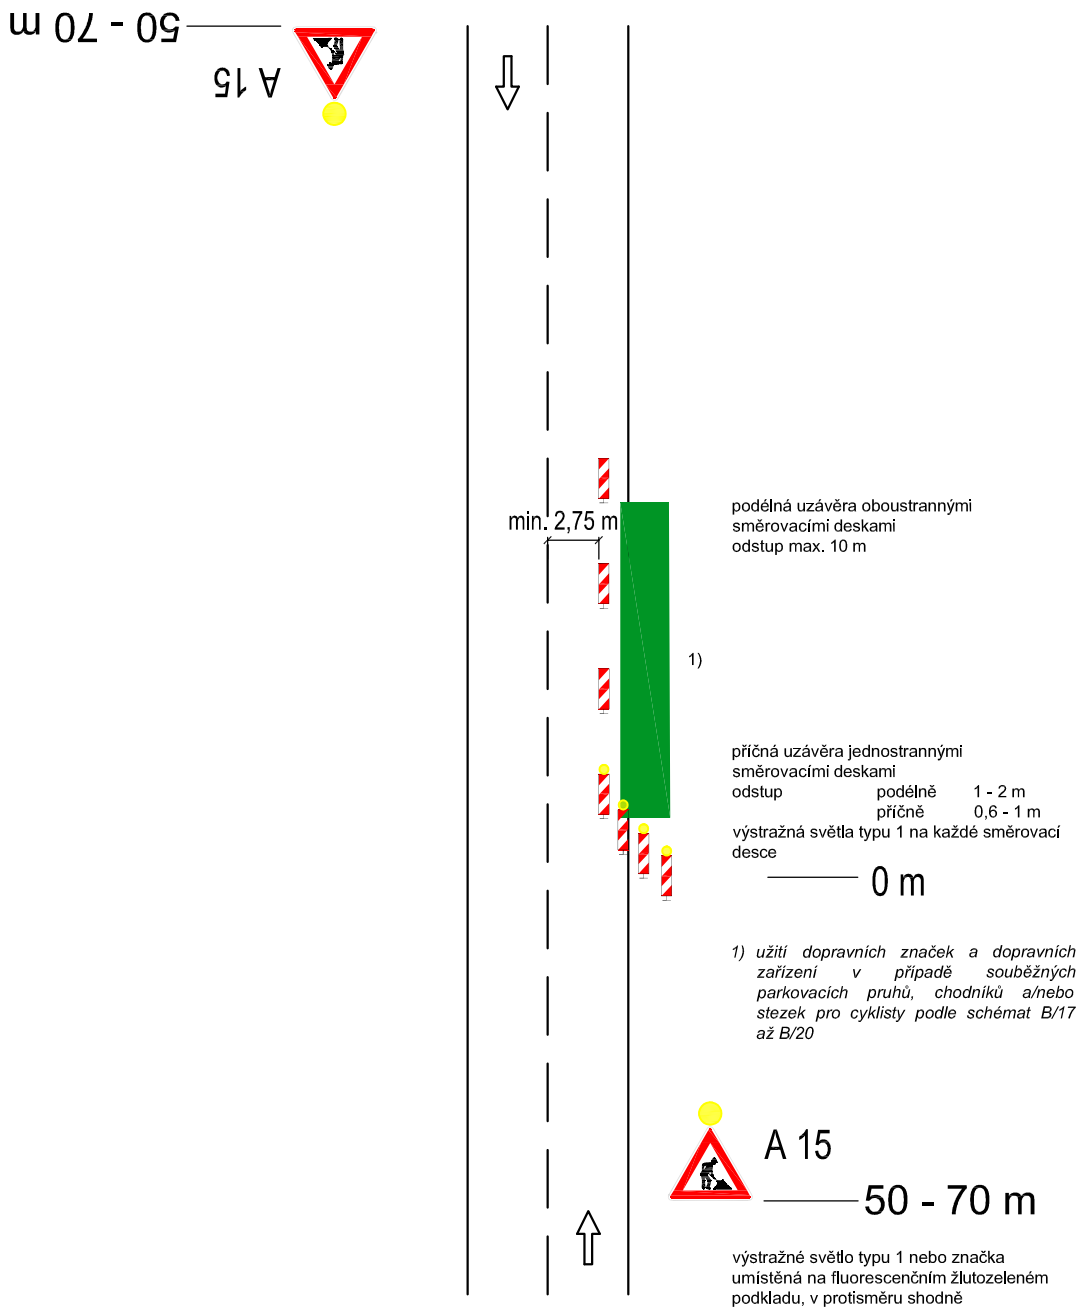 50 - 70 m
A 15
min. 2,75 m
podélná uzávěra oboustrannými
směrovacími deskami
odstup max. 10 m
1)
příčná uzávěra jednostrannými
směrovacími deskami
odstup podélně 1 - 2 m
příčně 0,6 - 1 m
výstražná světla typu 1 na každé směrovací
desce
0 m
1) užití dopravních značek a dopravních
zařízení v případě souběžných
parkovacích pruhů, chodníků a/nebo
stezek pro cyklisty podle schémat B/17
až B/20
A 15
50 - 70 m
výstražné světlo typu 1 nebo značka
umístěná na fluorescenčním žlutozeleném
podkladu, v protisměru shodně